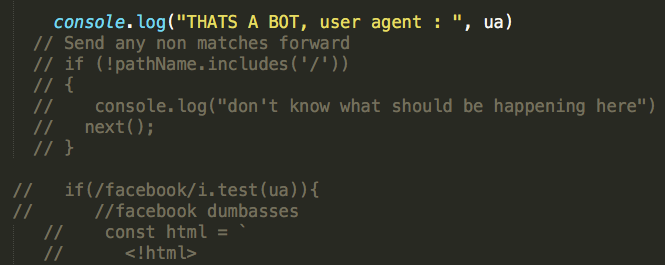 console.log("THATS A BOT, user agent : ", ua)
// Send any non matches forward
// if (!pathName.includes('/'))
// {
//    console.log("don't know what should be happening here")
//   next();
// }
//   if(/facebook/i.test(ua)){
//      //facebook dumbasses
//    const html = `
//      <!html>